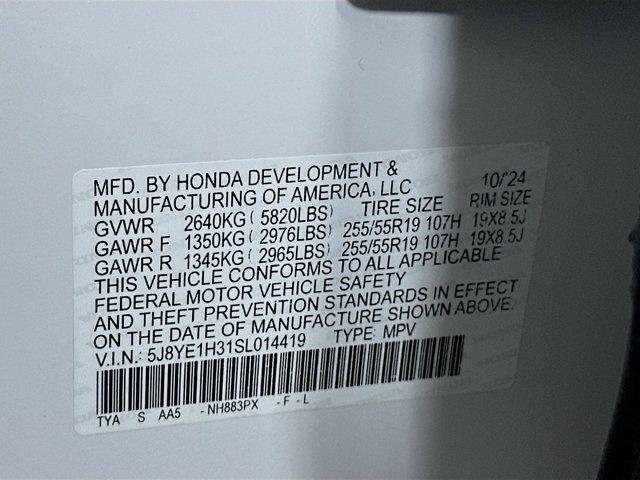 MFD. BY HONDA DEVELOPMENT & 10/'24
MANUFACTURING OF AMERICA, LLC
GVWR 2640KG ( 5820LBS) TIRE SIZE RIM SIZE
GAWR F 1350KG ( 2976LBS) 255/55R19 107H 19X8.5J
GAWR R 1345KG ( 2965LBS) 255/55R19 107H 19X8.5J
THIS VEHICLE CONFORMS TO ALL APPLICABLE
FEDERAL MOTOR VEHICLE SAFETY
AND THEFT PREVENTION STANDARDS IN EFFECT
ON THE DATE OF MANUFACTURE SHOWN ABOVE.
V.I.N.: 5J8YE1H31SL014419 TYPE: MPV
TYA S AA5 - NH883PX - F - L